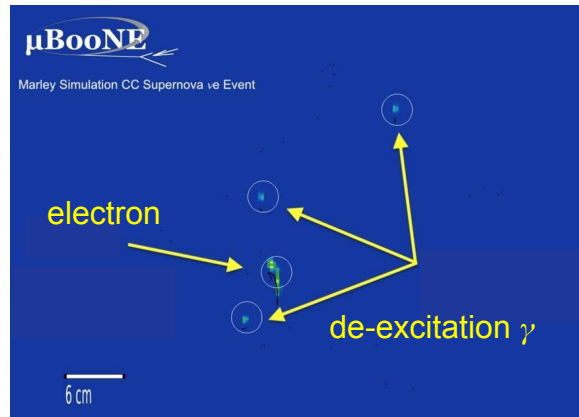 μBooNE
Marley Simulation CC Supernova νe Event
electron
de-excitation γ
6 cm